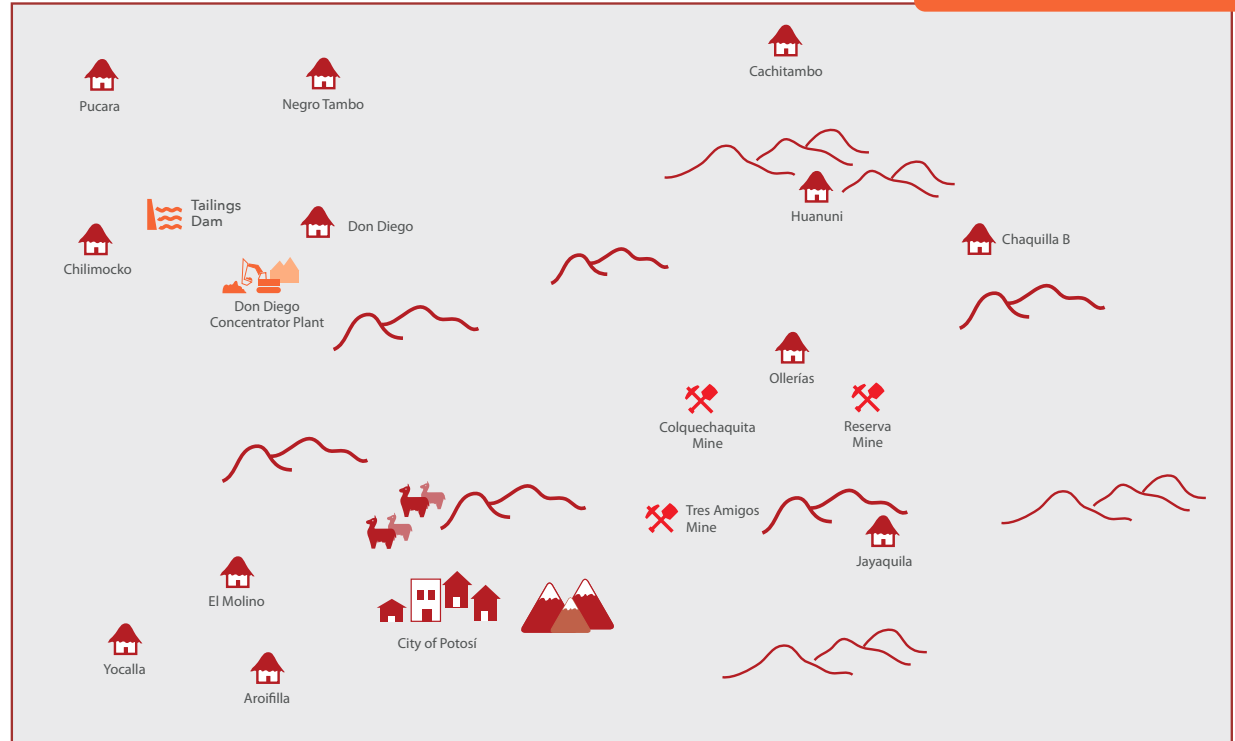 Cachitambo
Pucara
Negro Tambo
Tailings
Dam
Huanuni
Don Diego
Chaquilla B
Chilimocko
Don Diego
Concentrator Plant
Ollerías
Colquechaquita
Mine
Reserva
Mine
Tres Amigos
Mine
Jayaquila
El Molino
City of Potosí
Yocalla
Aroifilla